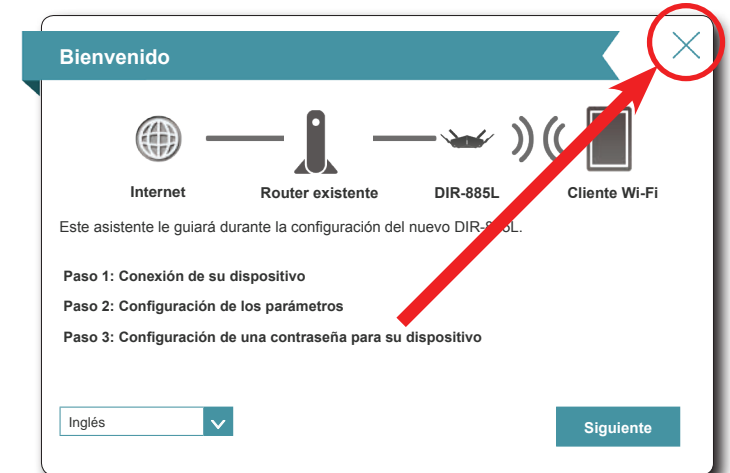 Bienvenido
Internet
Router existente
DIR-885L
Cliente Wi-Fi
Este asistente le guiará durante la configuración del nuevo DIR-885L.
Paso 1: Conexión de su dispositivo
Paso 2: Configuración de los parámetros
Paso 3: Configuración de una contraseña para su dispositivo
Inglés
Siguiente